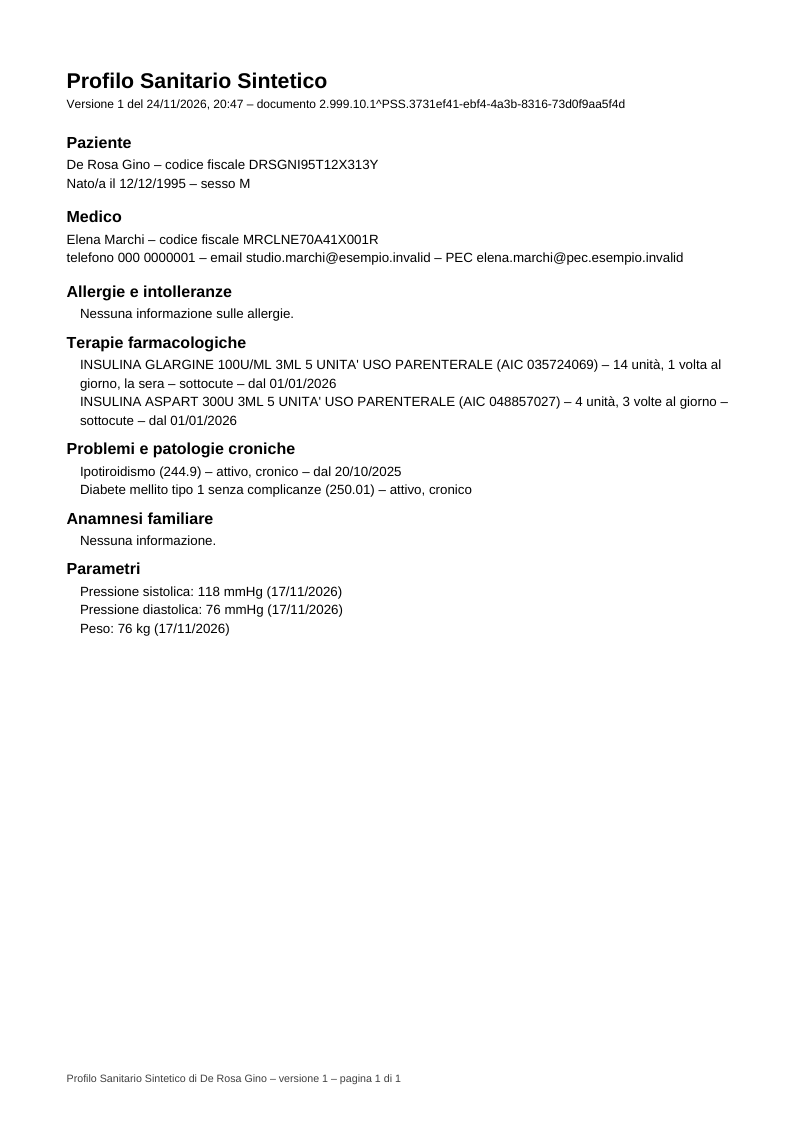 Profilo Sanitario Sintetico
Versione 1 del 24/11/2026, 20:47 – documento 2.999.10.1^PSS.3731ef41-ebf4-4a3b-8316-73d0f9aa5f4d
Paziente
De Rosa Gino – codice fiscale DRSGNI95T12X313Y
Nato/a il 12/12/1995 – sesso M
Medico
Elena Marchi – codice fiscale MRCLNE70A41X001R
telefono 000 0000001 – email studio.marchi@esempio.invalid – PEC elena.marchi@pec.esempio.invalid
Allergie e intolleranze
Nessuna informazione sulle allergie.
Terapie farmacologiche
INSULINA GLARGINE 100U/ML 3ML 5 UNITA' USO PARENTERALE (AIC 035724069) – 14 unità, 1 volta al
giorno, la sera – sottocute – dal 01/01/2026
INSULINA ASPART 300U 3ML 5 UNITA' USO PARENTERALE (AIC 048857027) – 4 unità, 3 volte al giorno –
sottocute – dal 01/01/2026
Problemi e patologie croniche
Ipotiroidismo (244.9) – attivo, cronico – dal 20/10/2025
Diabete mellito tipo 1 senza complicanze (250.01) – attivo, cronico
Anamnesi familiare
Nessuna informazione.
Parametri
Pressione sistolica: 118 mmHg (17/11/2026)
Pressione diastolica: 76 mmHg (17/11/2026)
Peso: 76 kg (17/11/2026)
Profilo Sanitario Sintetico di De Rosa Gino – versione 1 – pagina 1 di 1